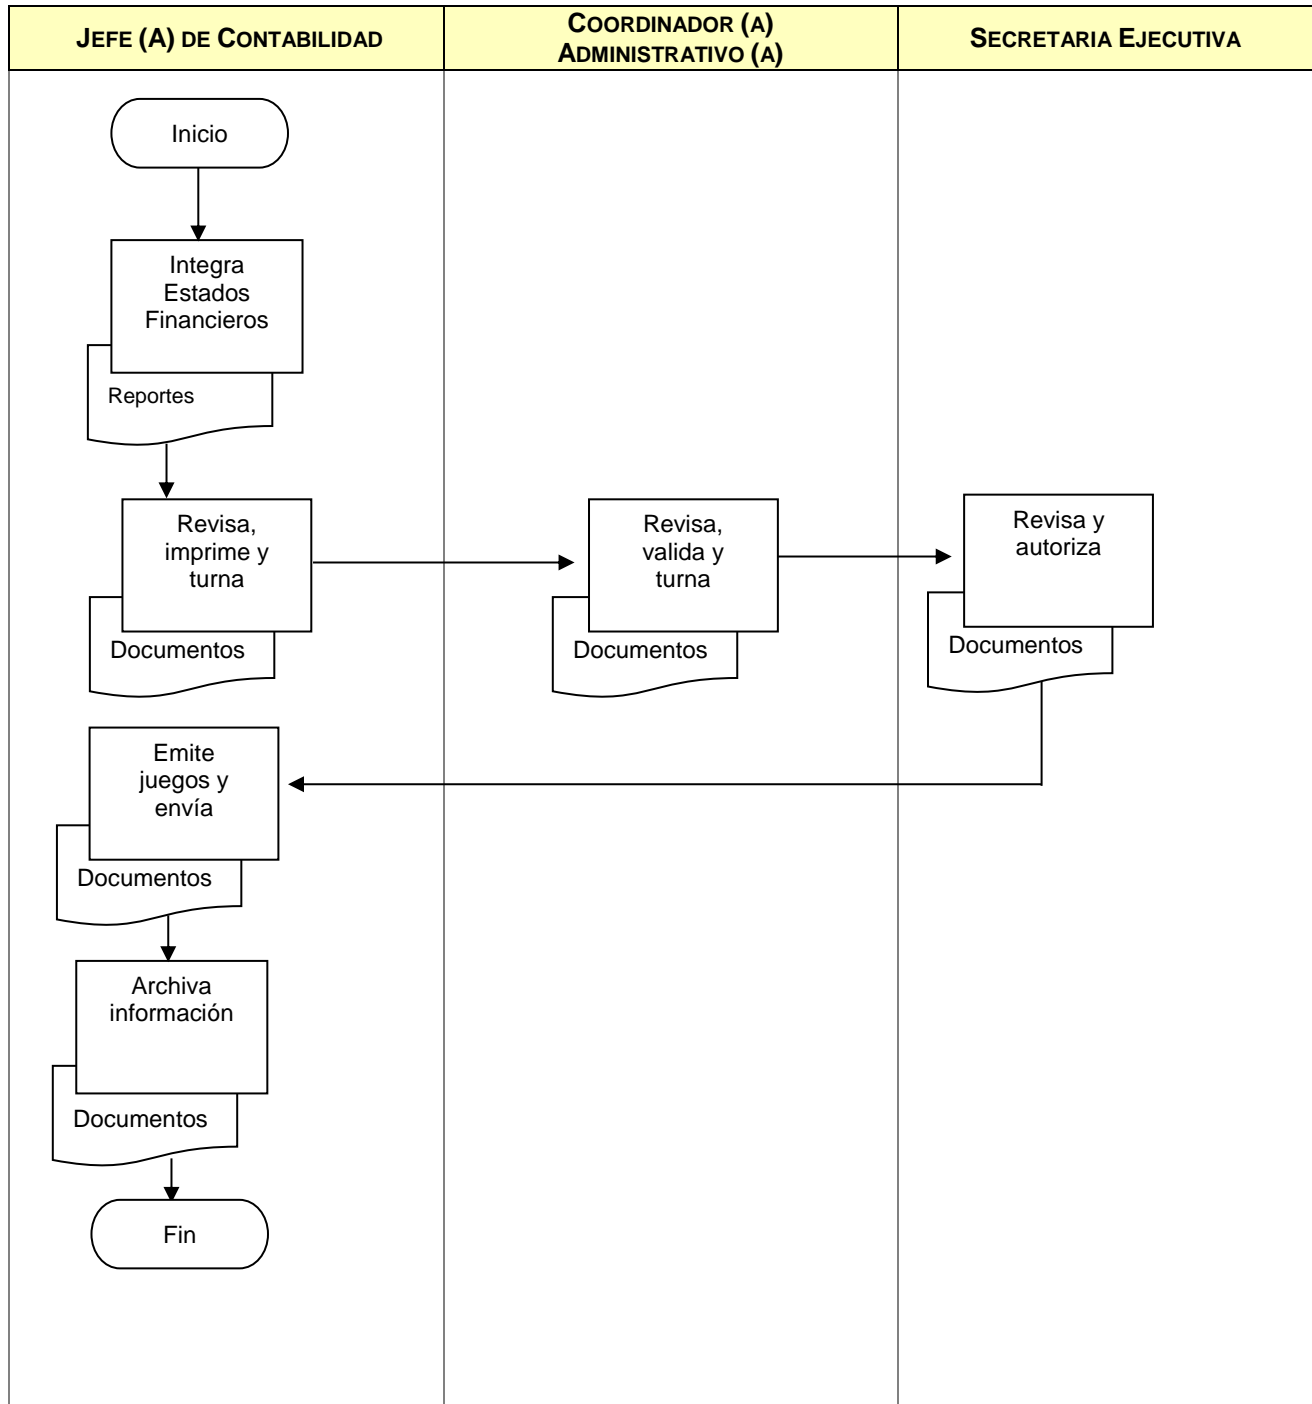 JEFE (A) DE CONTABILIDAD
COORDINADOR (A)
ADMINISTRATIVO (A)
SECRETARIA EJECUTIVA
Inicio
Integra
Estados
Financieros
Reportes
Revisa,
imprime y
turna
Documentos
Revisa,
valida y
turna
Documentos
Revisa y
autoriza
Documentos
Emite
juegos y
envía
Documentos
Archiva
información
Documentos
Fin